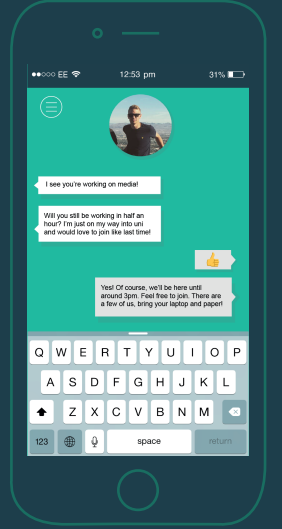 EE 12:53 pm 31%
I see you're working on media!
Will you still be working in half an
hour? I'm just on my way into uni
and would love to join like last time!
Yes! Of course, we'll be here until
around 3pm. Feel free to join. There are
a few of us, bring your laptop and paper!
Q W E R T Y U I O P
A S D F G H J K L
Z X C V B N M
123 space return